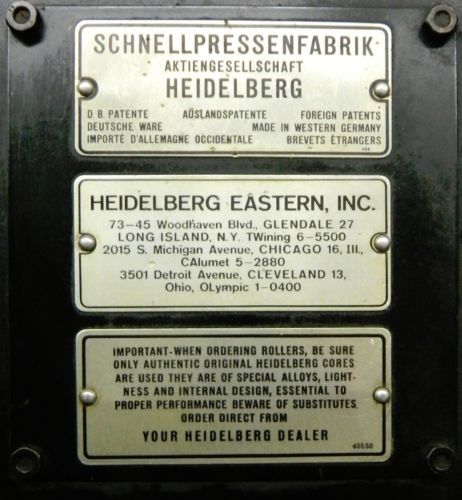 SCHNELLPRESSENFABRIK
AKTIENGESELLSCHAFT
HEIDELBERG
D.B. PATENTE AUSLANDSPATENTE FOREIGN PATENTS
DEUTSCHE WARE MADE IN WESTERN GERMANY
IMPORTÉ D'ALLEMAGNE OCCIDENTALE BREVETS ÉTRANGERS
HEIDELBERG EASTERN, INC.
73-45 Woodhaven Blvd., GLENDALE 27
LONG ISLAND, N.Y. TWining 6-5500
2015 S. Michigan Avenue, CHICAGO 16, Ill.,
CAlumet 5-2880
3501 Detroit Avenue, CLEVELAND 13,
Ohio, OLympic 1-0400
IMPORTANT-WHEN ORDERING ROLLERS, BE SURE
ONLY AUTHENTIC ORIGINAL HEIDELBERG CORES
ARE USED THEY ARE OF SPECIAL ALLOYS, LIGHT-
NESS AND INTERNAL DESIGN, ESSENTIAL TO
PROPER PERFORMANCE BEWARE OF SUBSTITUTES
ORDER DIRECT FROM
YOUR HEIDELBERG DEALER
65550